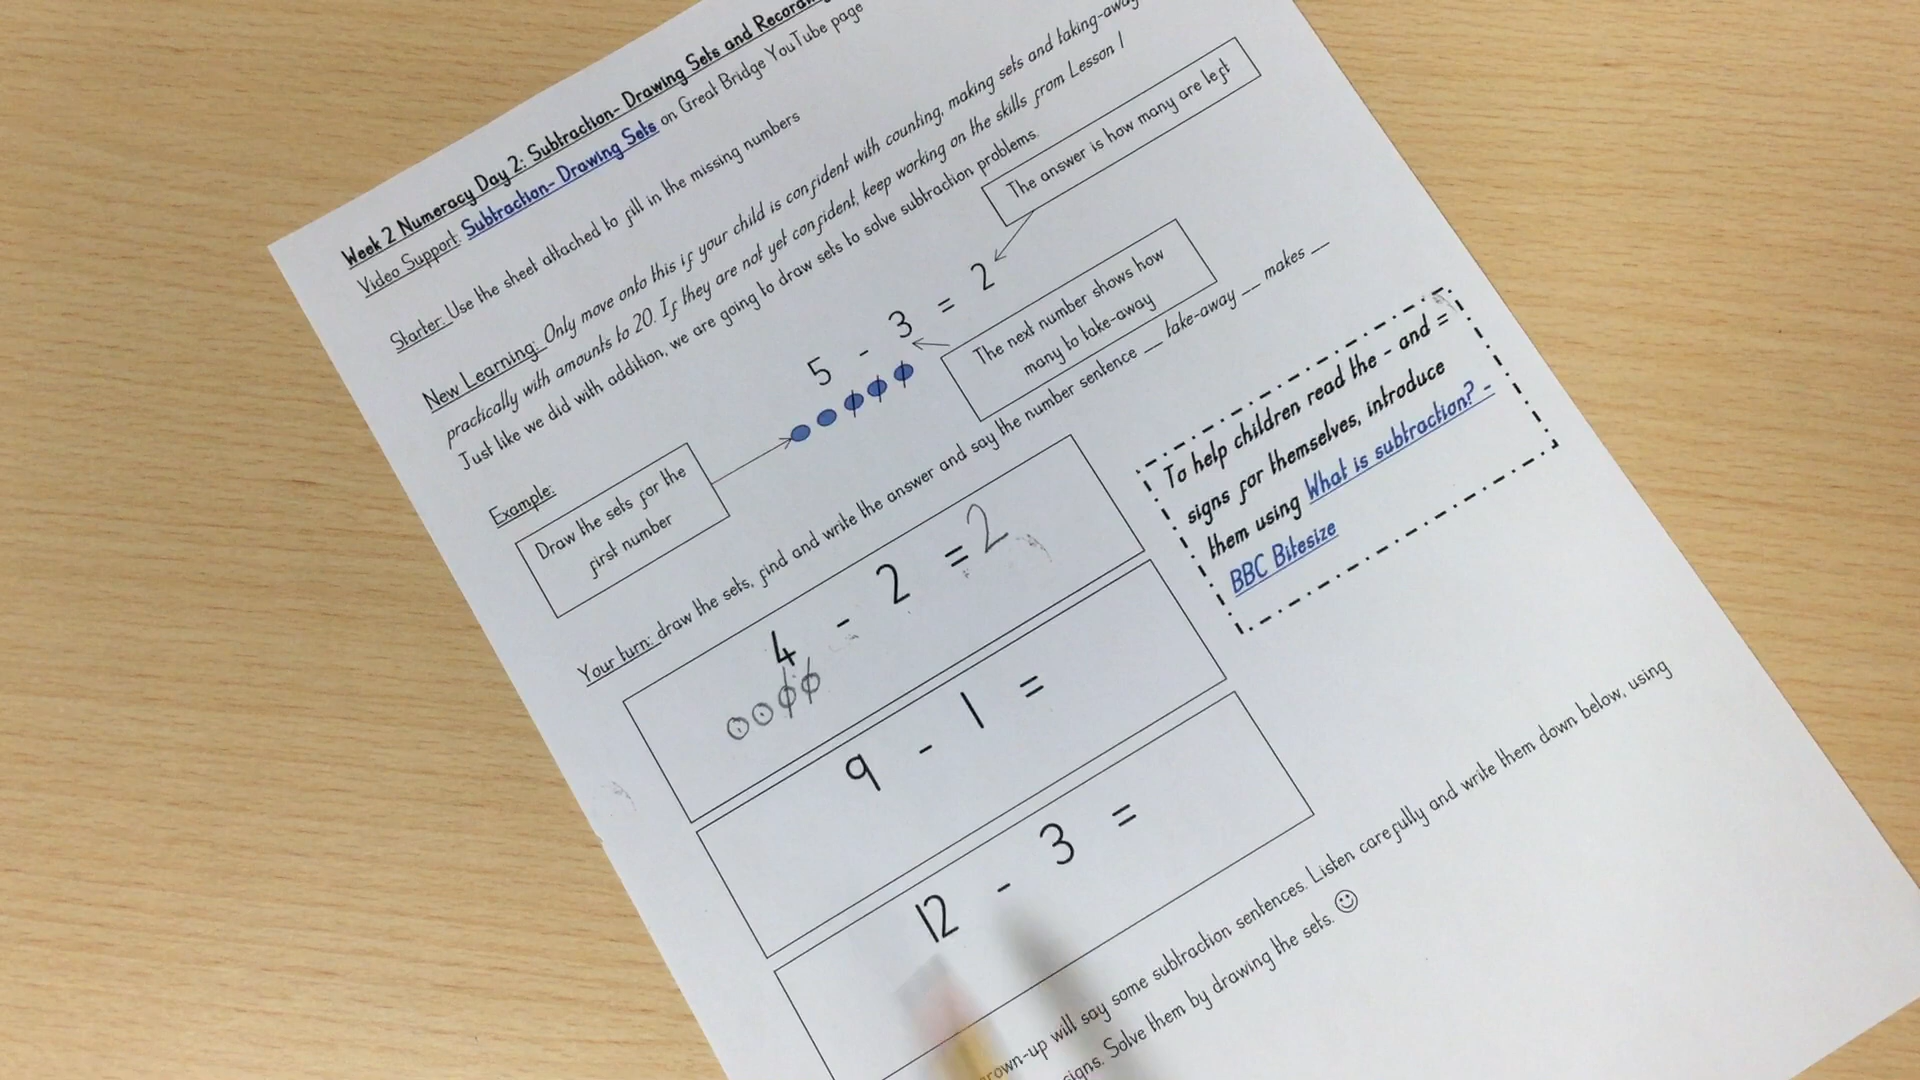 Week 2 Numeracy Day 2: Subtraction- Drawing Sets and
Video Support: Subtraction- Drawing Sets on Great Bridge YouTube page
Starter: Use the sheet attached to fill in the missing numbers
New Learning: Only move onto this if your child is confident with counting, making sets and taking-away
practically with amounts to 20. If they are not yet confident, keep working on the skills from Lesson 1
Just like we did with addition, we are going to draw sets to solve subtraction problems.
The answer is how many are left
Example:
5 - 3 = 2
Draw the sets for the
first number
The next number shows how
many to take-away
Your turn: draw the sets, find and write the answer and say the number sentence __ take-away __ makes __
4 - 2 = 2
9 - 1 =
12 - 3 =
To help children read the - and =
signs for themselves, introduce
them using What is subtraction? -
BBC Bitesize
will say some subtraction sentences. Listen carefully and write them down below, using
signs. Solve them by drawing the sets. ☺